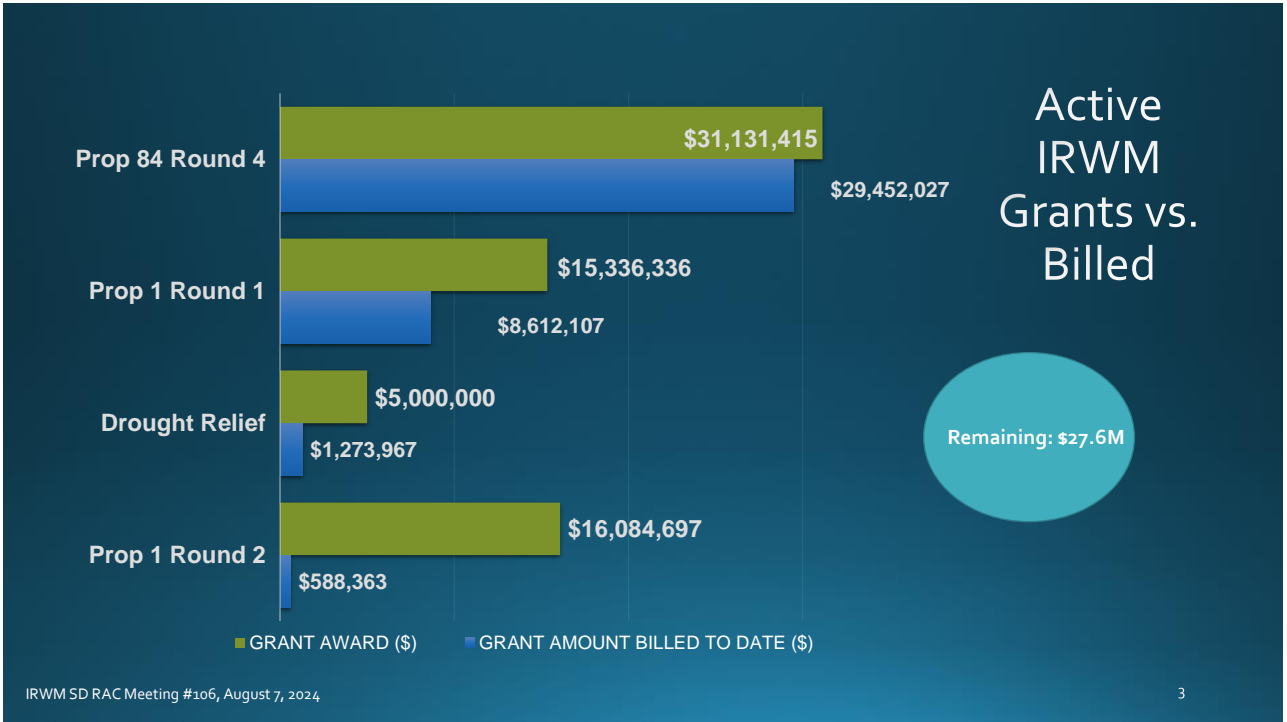 Active
IRWM
Grants vs.
Billed
Prop 84 Round 4
$31,131,415
$29,452,027
Prop 1 Round 1
$15,336,336
$8,612,107
Drought Relief
$5,000,000
$1,273,967
Prop 1 Round 2
$16,084,697
$588,363
Remaining: $27.6M
GRANT AWARD ($)
GRANT AMOUNT BILLED TO DATE ($)
IRWM SD RAC Meeting #106, August 7, 2024
3